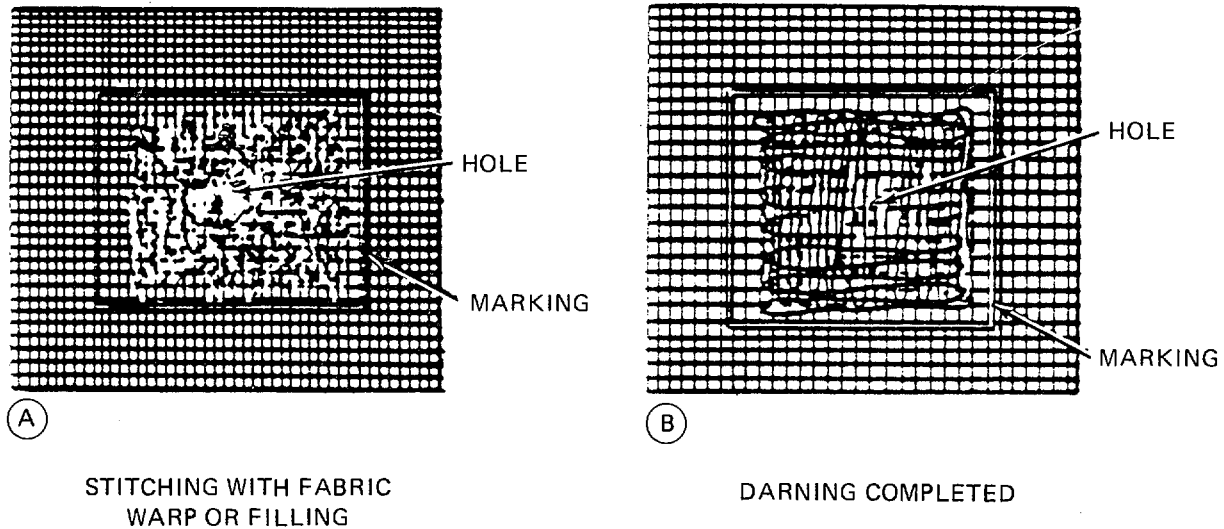 HOLE
MARKING
A
STITCHING WITH FABRIC
WARP OR FILLING
HOLE
MARKING
B
DARNING COMPLETED